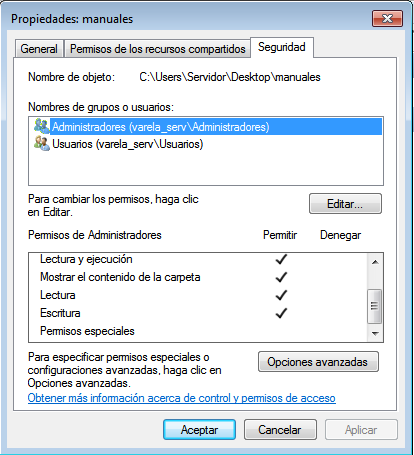 Propiedades: manuales
General Permisos de los recursos compartidos Seguridad
Nombre de objeto: C:\Users\Servidor\Desktop\manuales
Nombres de grupos o usuarios:
Administradores (varela_serv\Administradores)
Usuarios (varela_serv\Usuarios)
Para cambiar los permisos, haga clic
en Editar.
Editar...
Permisos de Administradores Permitir Denegar
Lectura y ejecución
Mostrar el contenido de la carpeta
Lectura
Escritura
Permisos especiales
Para especificar permisos especiales o
configuraciones avanzadas, haga clic en
Opciones avanzadas.
Opciones avanzadas
Obtener más información acerca de control y permisos de acceso
Aceptar Cancelar Aplicar